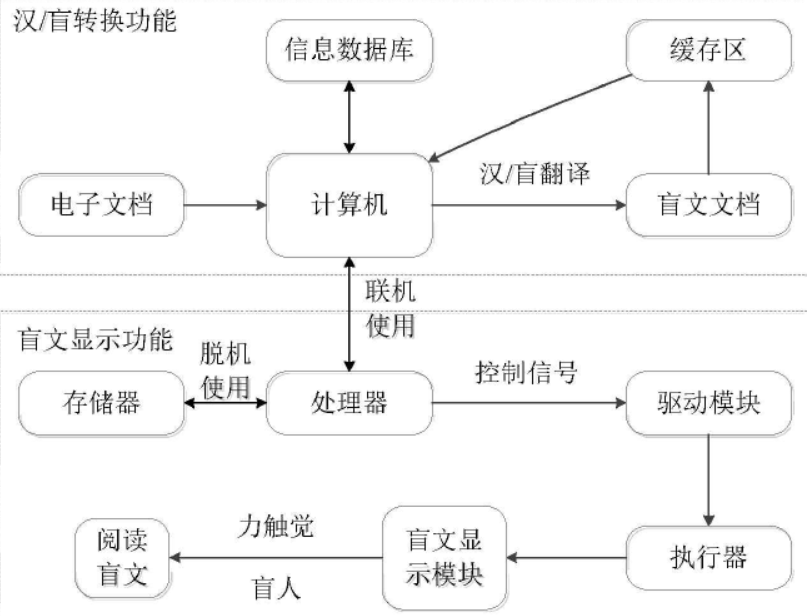 汉/盲转换功能
信息数据库
缓存区
汉/盲翻译
电子文档
计算机
盲文文档
联机
使用
盲文显示功能
脱机
使用
控制信号
存储器
处理器
驱动模块
力触觉
阅读
盲文
盲文显
示模块
执行器
盲人